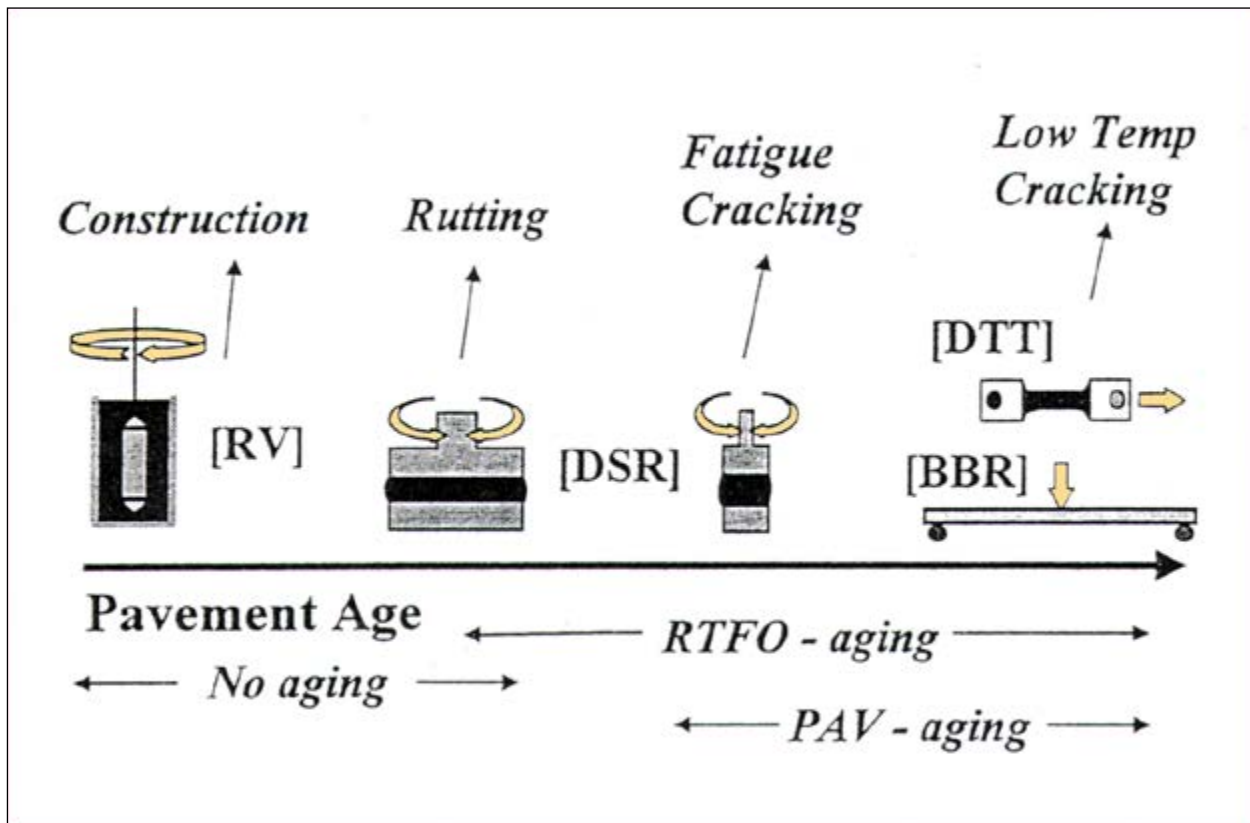 Construction
Rutting
Fatigue
Cracking
Low Temp
Cracking
[RV]
[DSR]
[DTT]
[BBR]
Pavement Age
RTFO - aging
No aging
PAV - aging